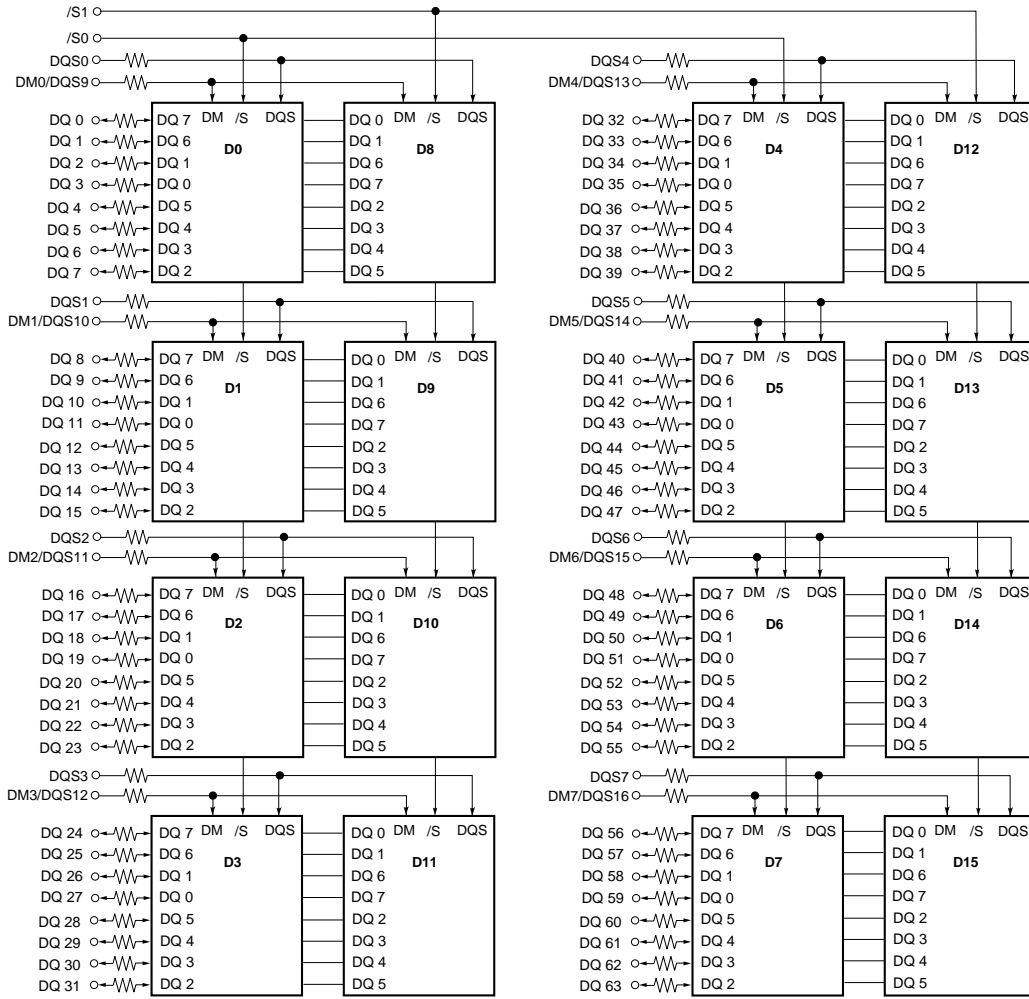 /S1
/S0
DQS0 DQS4
DM0/DQS9 DM4/DQS13
DM /S DQS DM /S DQS DM /S DQS DM /S DQS
DQ 0 DQ 7 DQ 0 DQ 32 DQ 7 DQ 0
DQ 1 DQ 6 DQ 1 DQ 33 DQ 6 DQ 1
D0 D8 D4 D12
DQ 2 DQ 1 DQ 6 DQ 34 DQ 1 DQ 6
DQ 3 DQ 0 DQ 7 DQ 35 DQ 0 DQ 7
DQ 4 DQ 5 DQ 2 DQ 36 DQ 5 DQ 2
DQ 5 DQ 4 DQ 3 DQ 37 DQ 4 DQ 3
DQ 6 DQ 3 DQ 4 DQ 38 DQ 3 DQ 4
DQ 7 DQ 2 DQ 5 DQ 39 DQ 2 DQ 5
DQS1 DQS5
DM1/DQS10 DM5/DQS14
DM /S DQS DM /S DQS DM /S DQS DM /S DQS
DQ 8 DQ 7 DQ 0 DQ 40 DQ 7 DQ 0
DQ 9 DQ 6 DQ 1 DQ 41 DQ 6 DQ 1
D1 D9 D5 D13
DQ 10 DQ 1 DQ 6 DQ 42 DQ 1 DQ 6
DQ 11 DQ 0 DQ 7 DQ 43 DQ 0 DQ 7
DQ 12 DQ 5 DQ 2 DQ 44 DQ 5 DQ 2
DQ 13 DQ 4 DQ 3 DQ 45 DQ 4 DQ 3
DQ 14 DQ 3 DQ 4 DQ 46 DQ 3 DQ 4
DQ 15 DQ 2 DQ 5 DQ 47 DQ 2 DQ 5
DQS2 DQS6
DM2/DQS11 DM6/DQS15
DM /S DQS DM /S DQS DM /S DQS DM /S DQS
DQ 16 DQ 7 DQ 0 DQ 48 DQ 7 DQ 0
DQ 17 DQ 6 DQ 1 DQ 49 DQ 6 DQ 1
D2 D10 D6 D14
DQ 18 DQ 1 DQ 6 DQ 50 DQ 1 DQ 6
DQ 19 DQ 0 DQ 7 DQ 51 DQ 0 DQ 7
DQ 20 DQ 5 DQ 2 DQ 52 DQ 5 DQ 2
DQ 21 DQ 4 DQ 3 DQ 53 DQ 4 DQ 3
DQ 22 DQ 3 DQ 4 DQ 54 DQ 3 DQ 4
DQ 23 DQ 2 DQ 5 DQ 55 DQ 2 DQ 5
DQS3 DQS7
DM3/DQS12 DM7/DQS16
DM /S DQS DM /S DQS DM /S DQS DM /S DQS
DQ 24 DQ 7 DQ 0 DQ 56 DQ 7 DQ 0
DQ 25 DQ 6 DQ 1 DQ 57 DQ 6 DQ 1
D3 D11 D7 D15
DQ 26 DQ 1 DQ 6 DQ 58 DQ 1 DQ 6
DQ 27 DQ 0 DQ 7 DQ 59 DQ 0 DQ 7
DQ 28 DQ 5 DQ 2 DQ 60 DQ 5 DQ 2
DQ 29 DQ 4 DQ 3 DQ 61 DQ 4 DQ 3
DQ 30 DQ 3 DQ 4 DQ 62 DQ 3 DQ 4
DQ 31 DQ 2 DQ 5 DQ 63 DQ 2 DQ 5